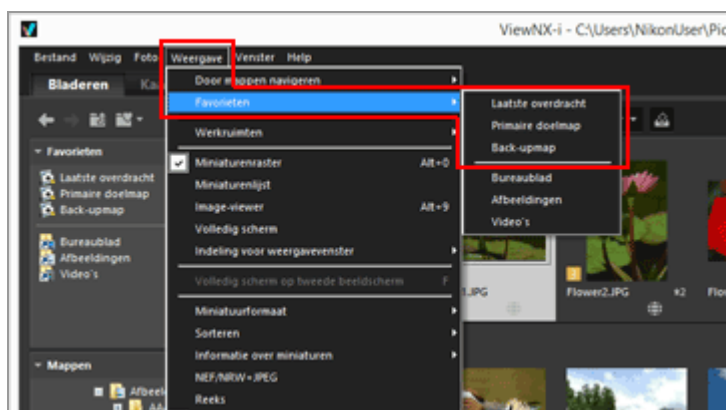 ViewNX-i - C:\Users\NikonUser\Pic
Bestand Wijzig Foto Weergave Venster Help
Bladeren
Door mappen navigeren
Favorieten
Laatste overdracht
Primaire doelmap
Back-upmap
Bureaublad
Afbeeldingen
Video's
Werkruimten
Miniaturenraster Alt+0
Miniaturenlijst
Image-viewer Alt+9
Volledig scherm
Indeling voor weergavevenster
Volledig scherm op tweede beeldscherm F
Miniatuurformaat
Sorteren
Informatie over miniaturen
NEF/NRW+JPEG
Reeks
Favorieten
Laatste overdracht
Primaire doelmap
Back-upmap
Bureaublad
Afbeeldingen
Video's
Mappen
1.JPG
Flower2.JPG